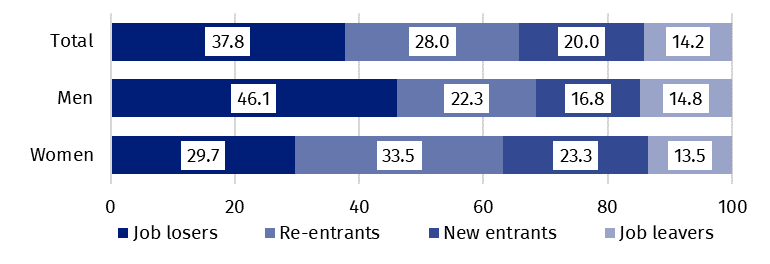 Total 37.8 28.0 20.0 14.2
Men 46.1 22.3 16.8 14.8
Women 29.7 33.5 23.3 13.5
0 20 40 60 80 100
Job losers Re-entrants New entrants Job leavers